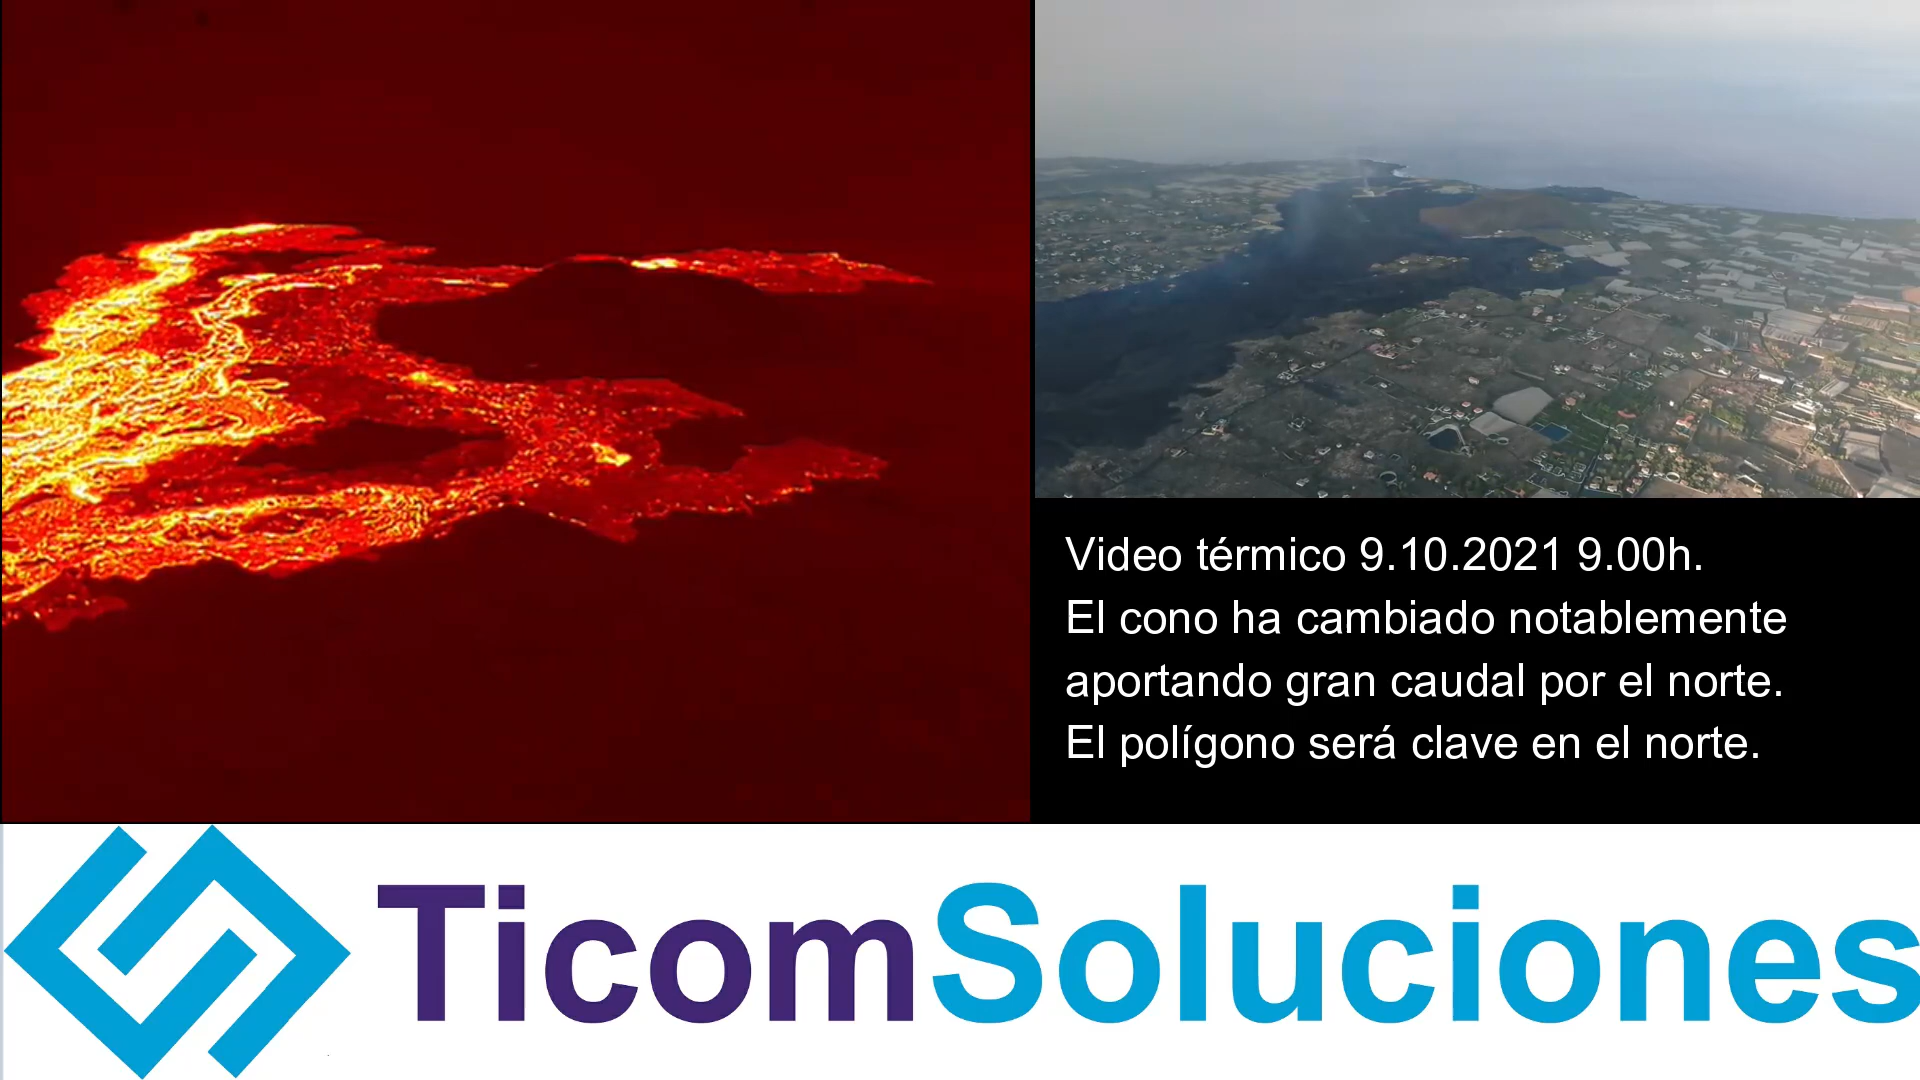 Video térmico 9.10.2021 9.00h.
El cono ha cambiado notablemente
aportando gran caudal por el norte.
El polígono será clave en el norte.
TicomSoluciones